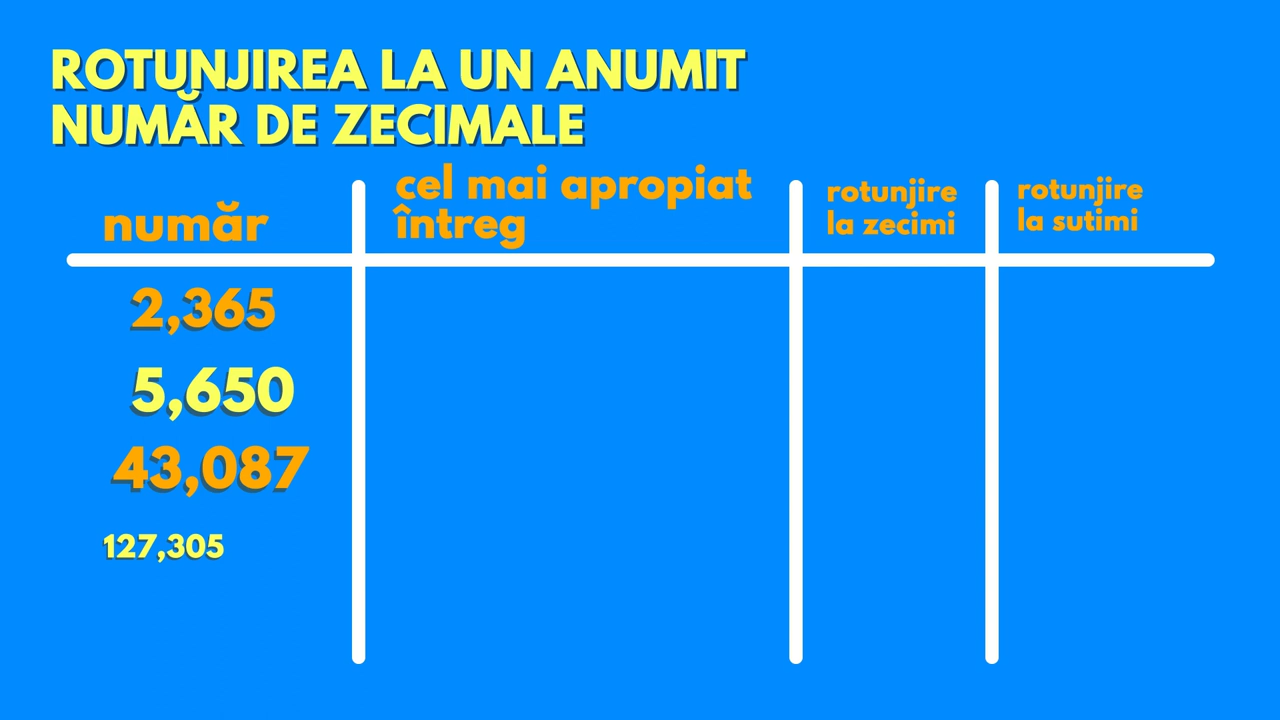 ROTUNJIREA LA UN ANUMIT
NUMĂR DE ZECIMALE
număr
cel mai apropiat
întreg
rotunjire
la zecimi
rotunjire
la sutimi
2,365
5,650
43,087
127,305